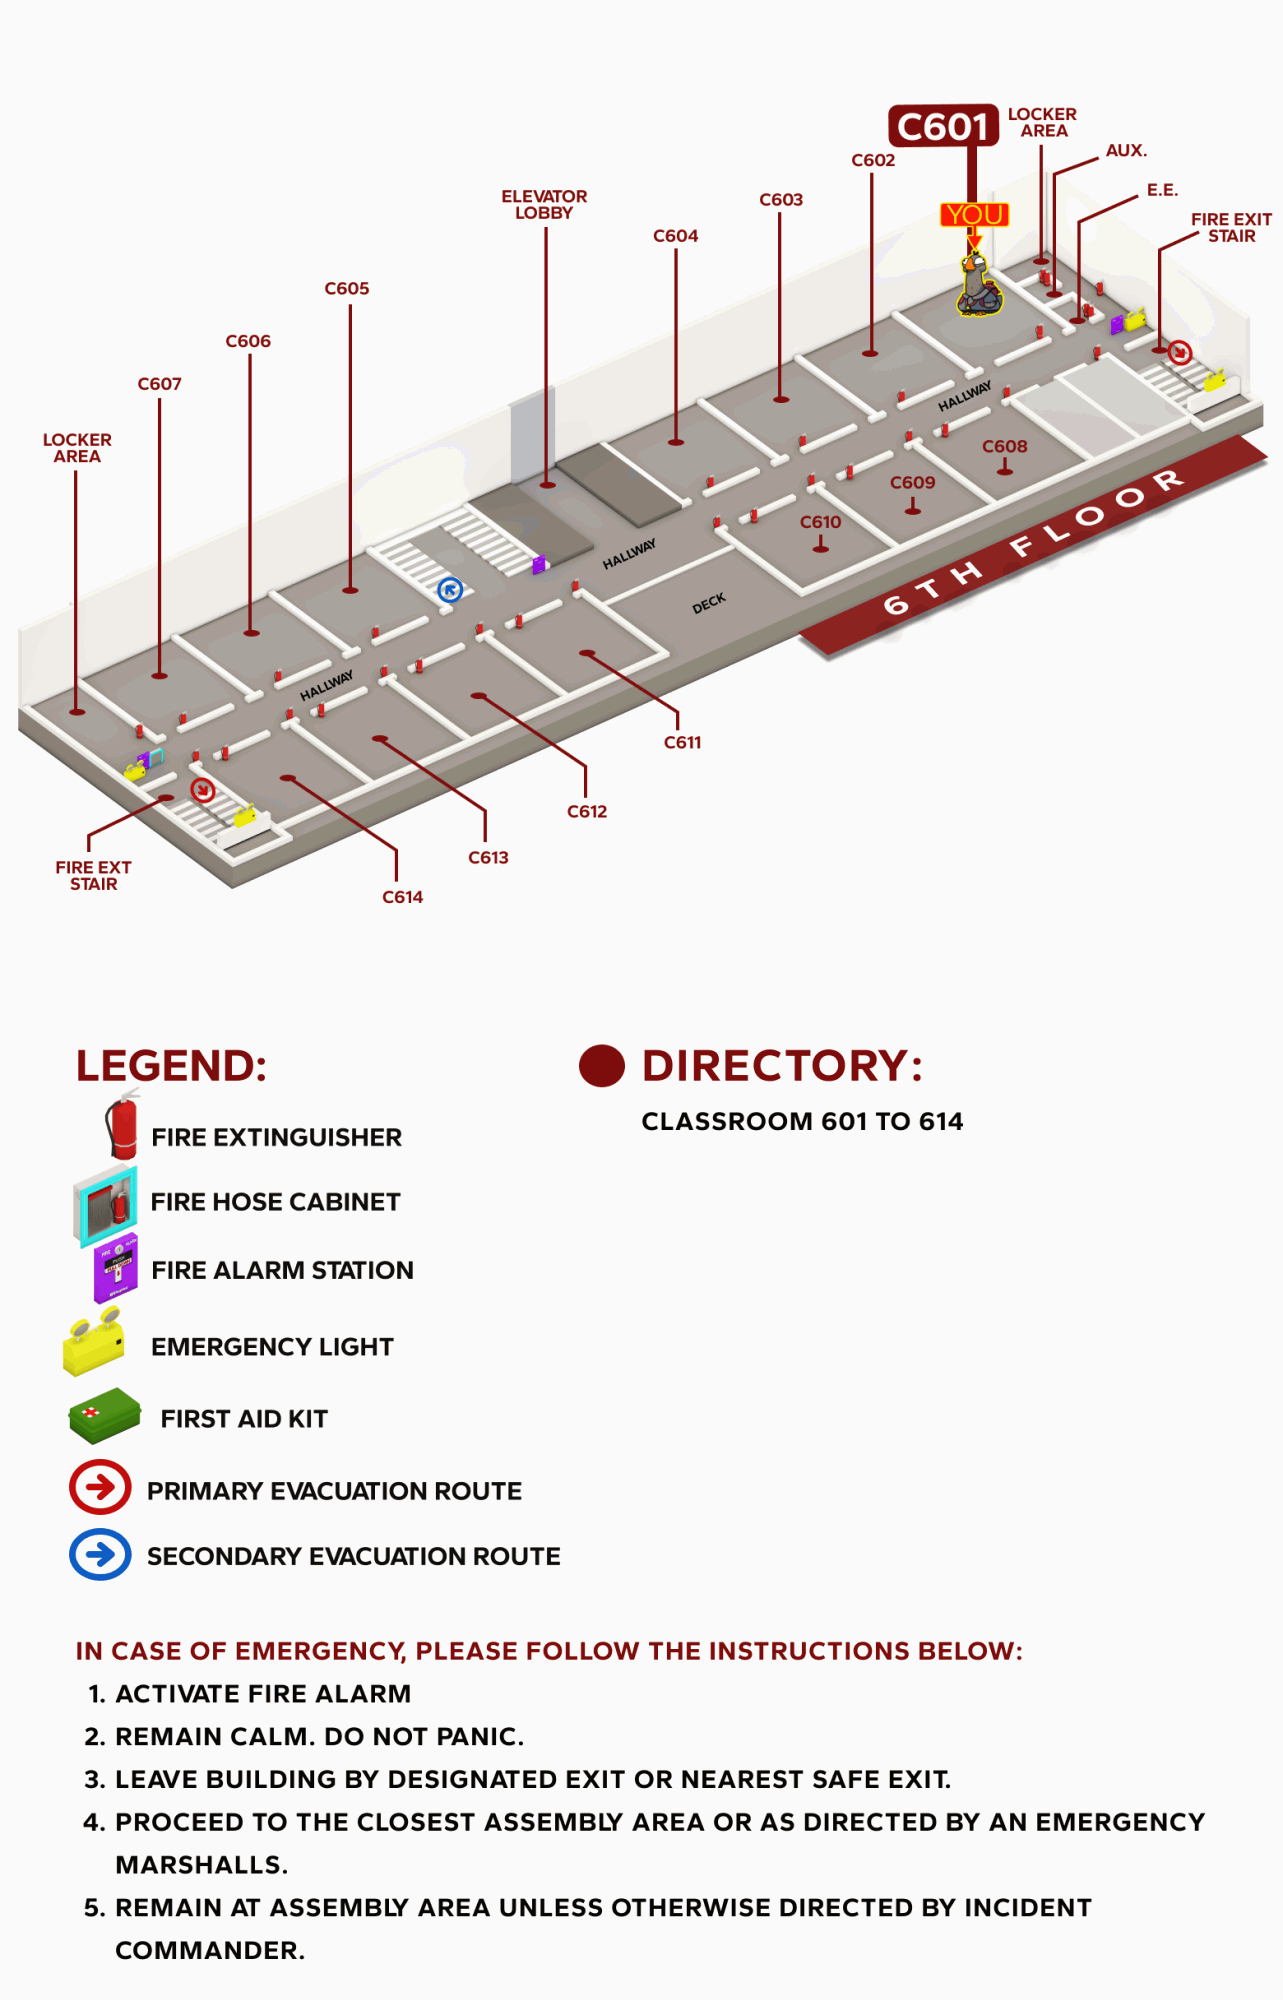 C601
LOCKER
AREA
AUX.
C602
E.E.
ELEVATOR
LOBBY
C603
YOU
FIRE EXIT
STAIR
C604
C605
C606
C607
LOCKER
AREA
HALLWAY
C608
C609
C610
6TH FLOOR
HALLWAY
DECK
HALLWAY
C611
C612
C613
FIRE EXT
STAIR
C614
LEGEND:
FIRE EXTINGUISHER
FIRE HOSE CABINET
FIRE ALARM STATION
EMERGENCY LIGHT
FIRST AID KIT
PRIMARY EVACUATION ROUTE
SECONDARY EVACUATION ROUTE
DIRECTORY:
CLASSROOM 601 TO 614
IN CASE OF EMERGENCY, PLEASE FOLLOW THE INSTRUCTIONS BELOW:
1. ACTIVATE FIRE ALARM
2. REMAIN CALM. DO NOT PANIC.
3. LEAVE BUILDING BY DESIGNATED EXIT OR NEAREST SAFE EXIT.
4. PROCEED TO THE CLOSEST ASSEMBLY AREA OR AS DIRECTED BY AN EMERGENCY
MARSHALLS.
5. REMAIN AT ASSEMBLY AREA UNLESS OTHERWISE DIRECTED BY INCIDENT
COMMANDER.